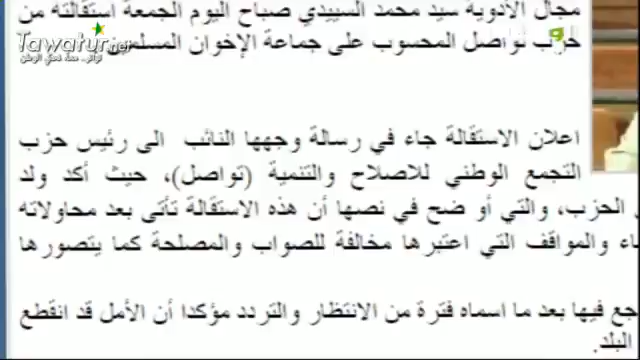 مجال الأدوية سيد محمد السييدي صباح اليوم الجمعة استقالته من
حزب تواصل المحسوب على جماعة الإخوان المسلمين
Tawatur.net
اعلان الاستقالة جاء في رسالة وجهها النائب الى رئيس حزب
التجمع الوطني للاصلاح والتنمية (تواصل)، حيث أكد ولد
الحزب، والتي أو ضح في نصها أن هذه الاستقالة تأتى بعد محاولاته
اء والمواقف التي اعتبرها مخالفة للصواب والمصلحة كما يتصورها
جع فيها بعد ما اسماه فترة من الانتظار والتردد مؤكدا أن الأمل قد انقطع
البلد.